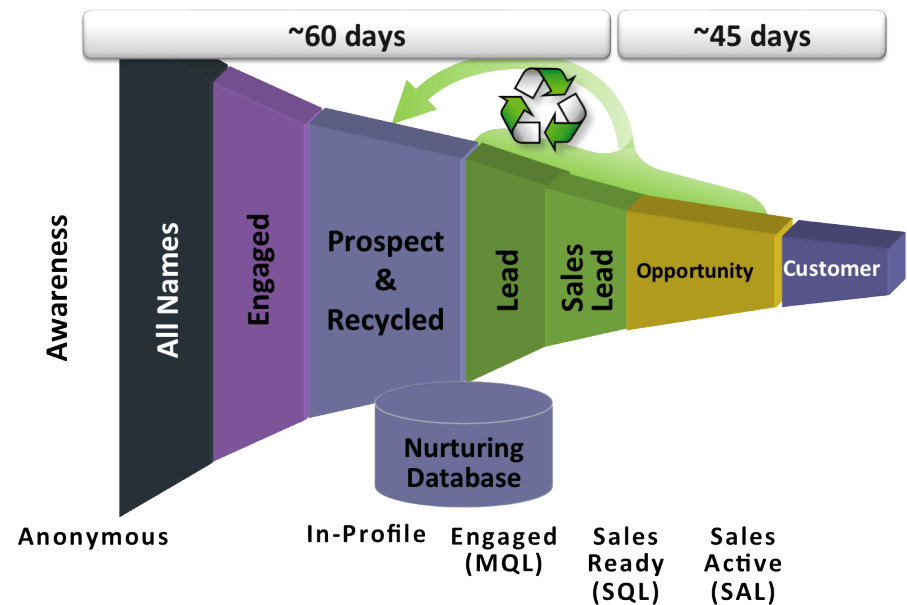 ~60 days
~45 days
Awareness
All Names
Engaged
Prospect
&
Recycled
Lead
Sales
Lead
Opportunity
Customer
Nurturing
Database
Anonymous
In-Profile
Engaged
(MQL)
Sales
Ready
(SQL)
Sales
Active
(SAL)